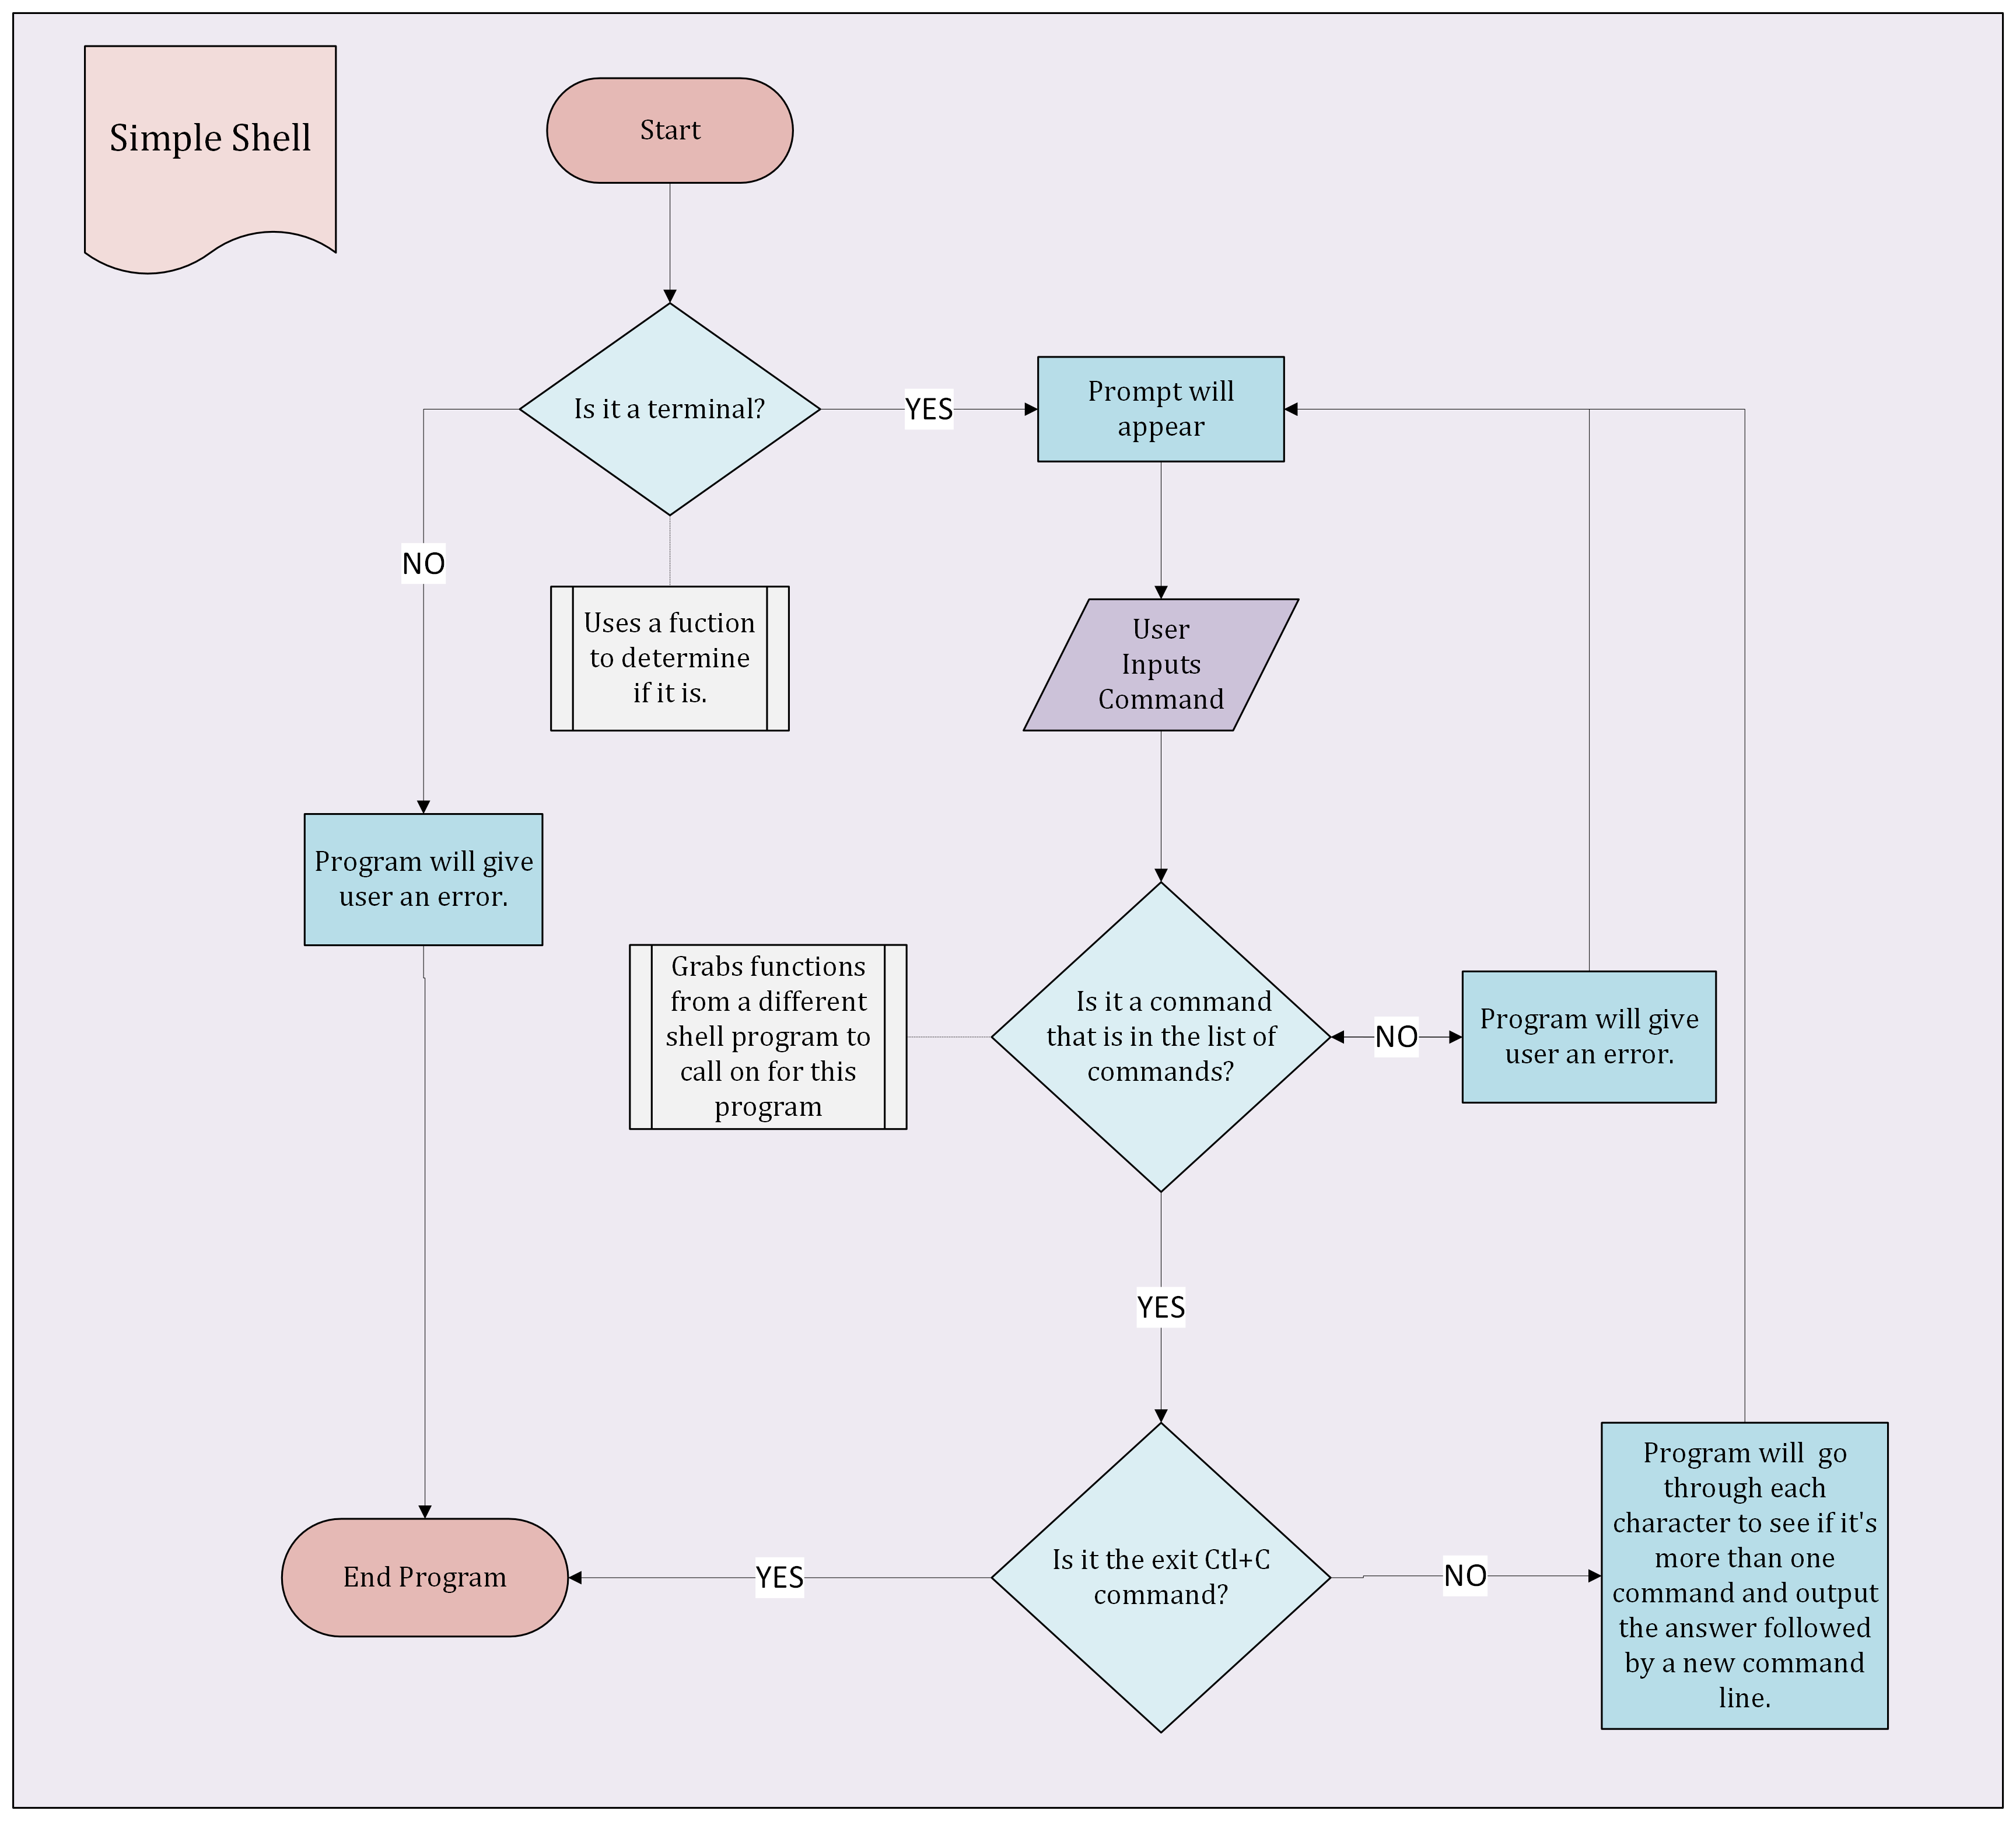 Simple Shell
Start
Is it a terminal?
YES
Prompt will
appear
NO
Uses a fuction
to determine
if it is.
User
Inputs
Command
Program will give
user an error.
Grabs functions
from a different
shell program to
call on for this
program
Is it a command
that is in the list of
commands?
NO
Program will give
user an error.
YES
End Program
YES
Is it the exit Ctl+C
command?
NO
Program will  go
through each
character to see if it's
more than one
command and output
the answer followed
by a new command
line.